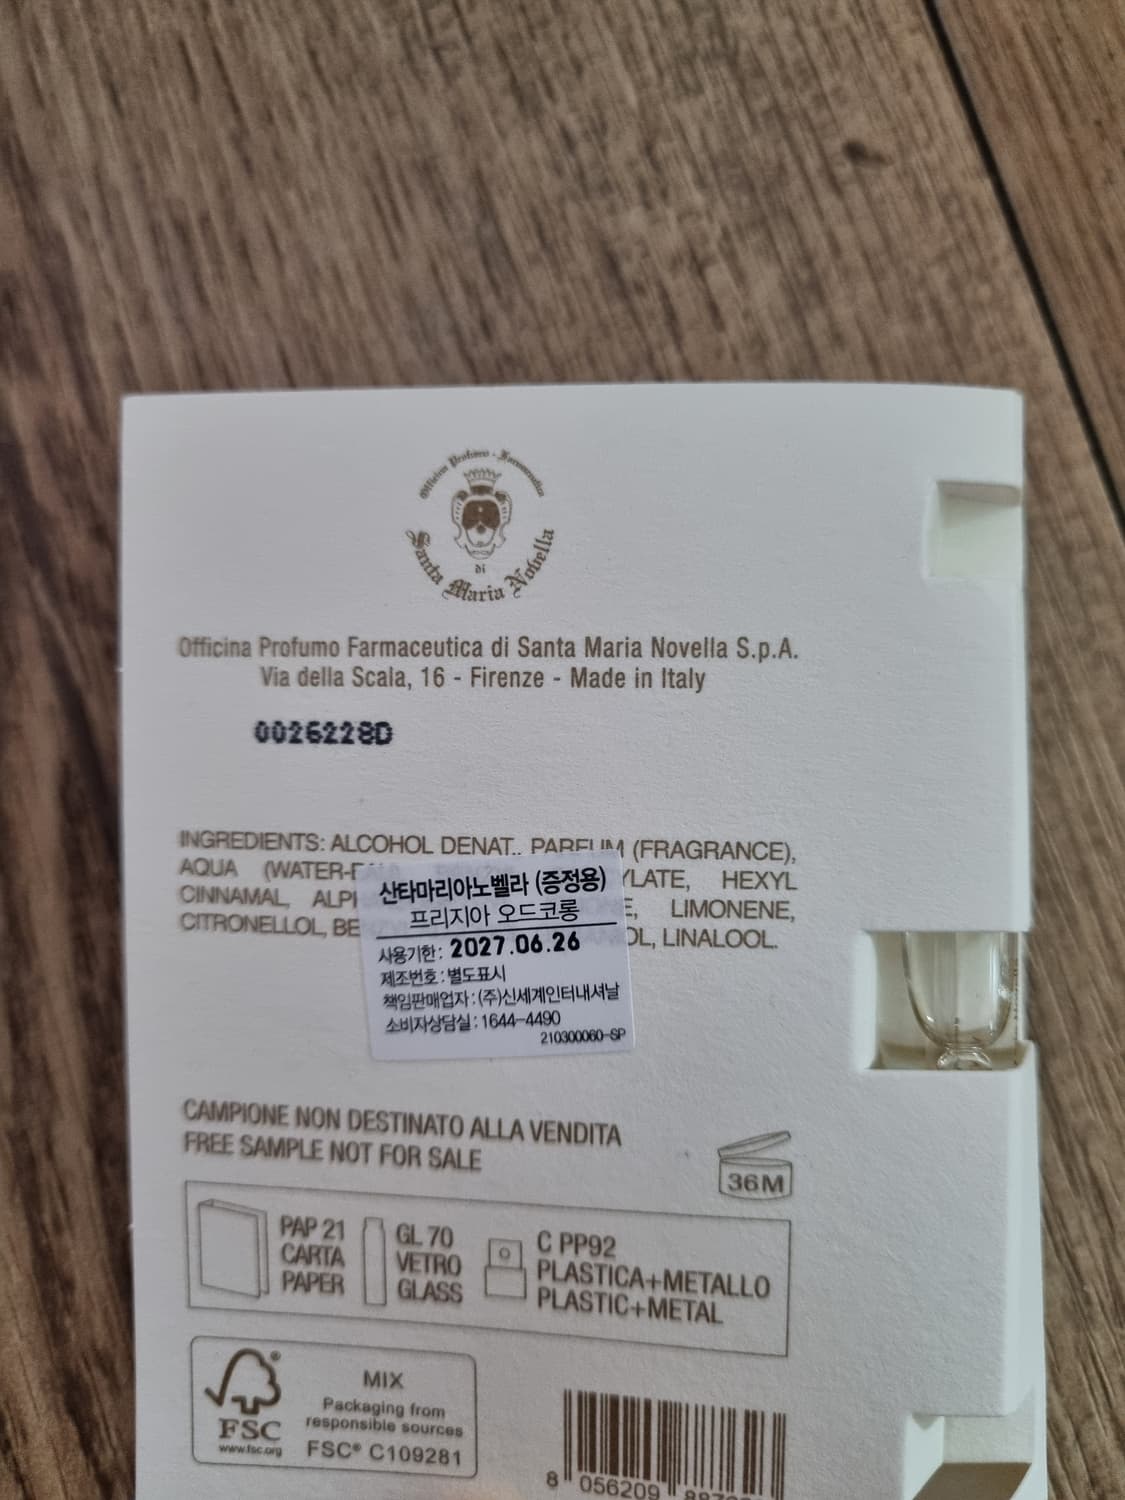 Officina Profumo - Farmaceutica
di
Santa Maria Novella
Officina Profumo Farmaceutica di Santa Maria Novella S.p.A.
Via della Scala, 16 - Firenze - Made in Italy
0026228D
INGREDIENTS: ALCOHOL DENAT., PARFUM (FRAGRANCE),
AQUA (WATER-EAU), YLATE, HEXYL
CINNAMAL, ALPH E, LIMONENE,
CITRONELLOL, BE OL, LINALOOL.
산타마리아노벨라 (증정용)
프리지아 오드코롱
사용기한: 2027.06.26
제조번호: 별도표시
책임판매업자: (주)신세계인터내셔날
소비자상담실: 1644-4490
210300060-SP
CAMPIONE NON DESTINATO ALLA VENDITA
FREE SAMPLE NOT FOR SALE
36M
PAP 21
CARTA
PAPER
GL 70
VETRO
GLASS
C PP92
PLASTICA+METALLO
PLASTIC+METAL
FSC
www.fsc.org
MIX
Packaging from
responsible sources
FSC® C109281
8 056209